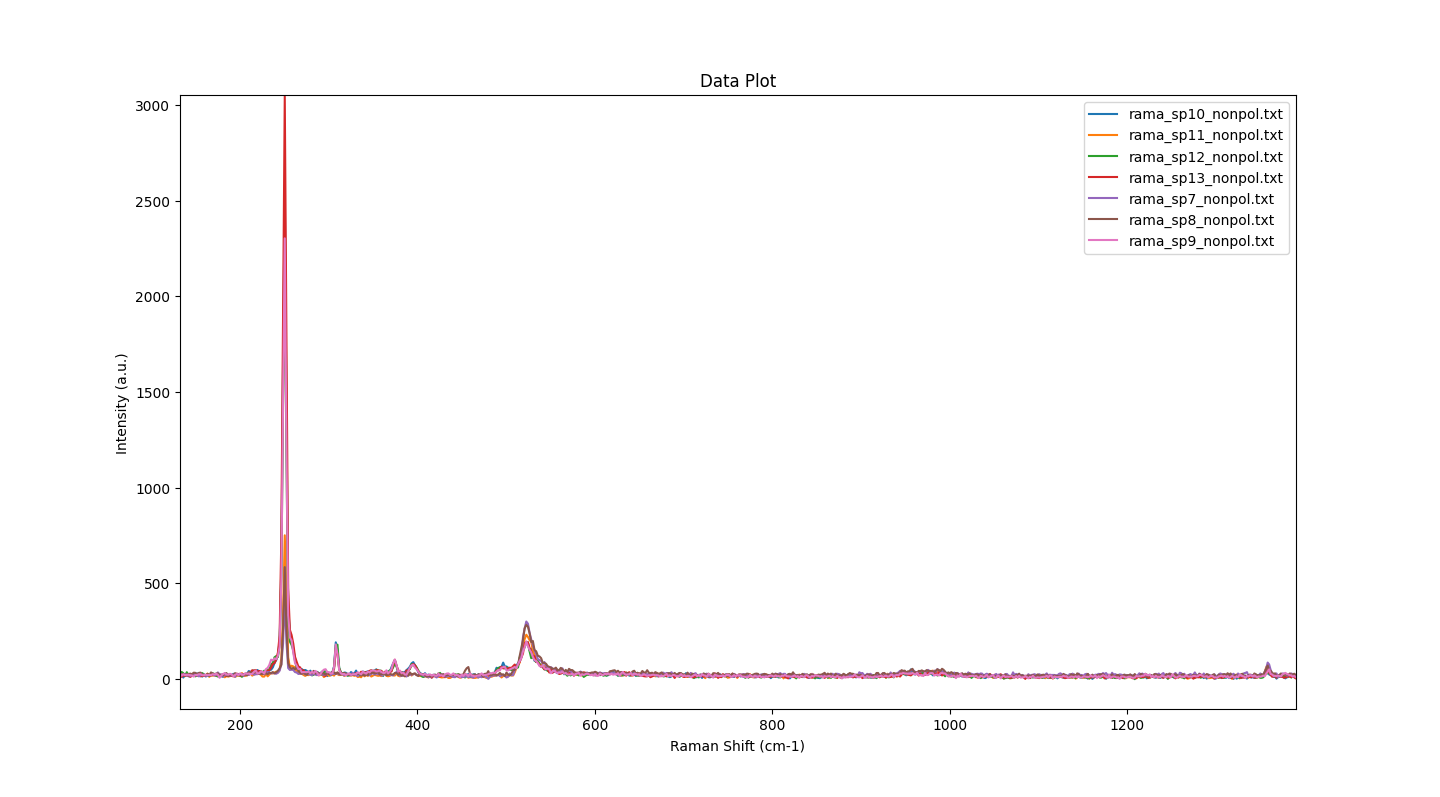 Data Plot
3000
2500
2000
1500
1000
500
0
Intensity (a.u.)
rama_sp10_nonpol.txt
rama_sp11_nonpol.txt
rama_sp12_nonpol.txt
rama_sp13_nonpol.txt
rama_sp7_nonpol.txt
rama_sp8_nonpol.txt
rama_sp9_nonpol.txt
200 400 600 800 1000 1200
Raman Shift (cm-1)